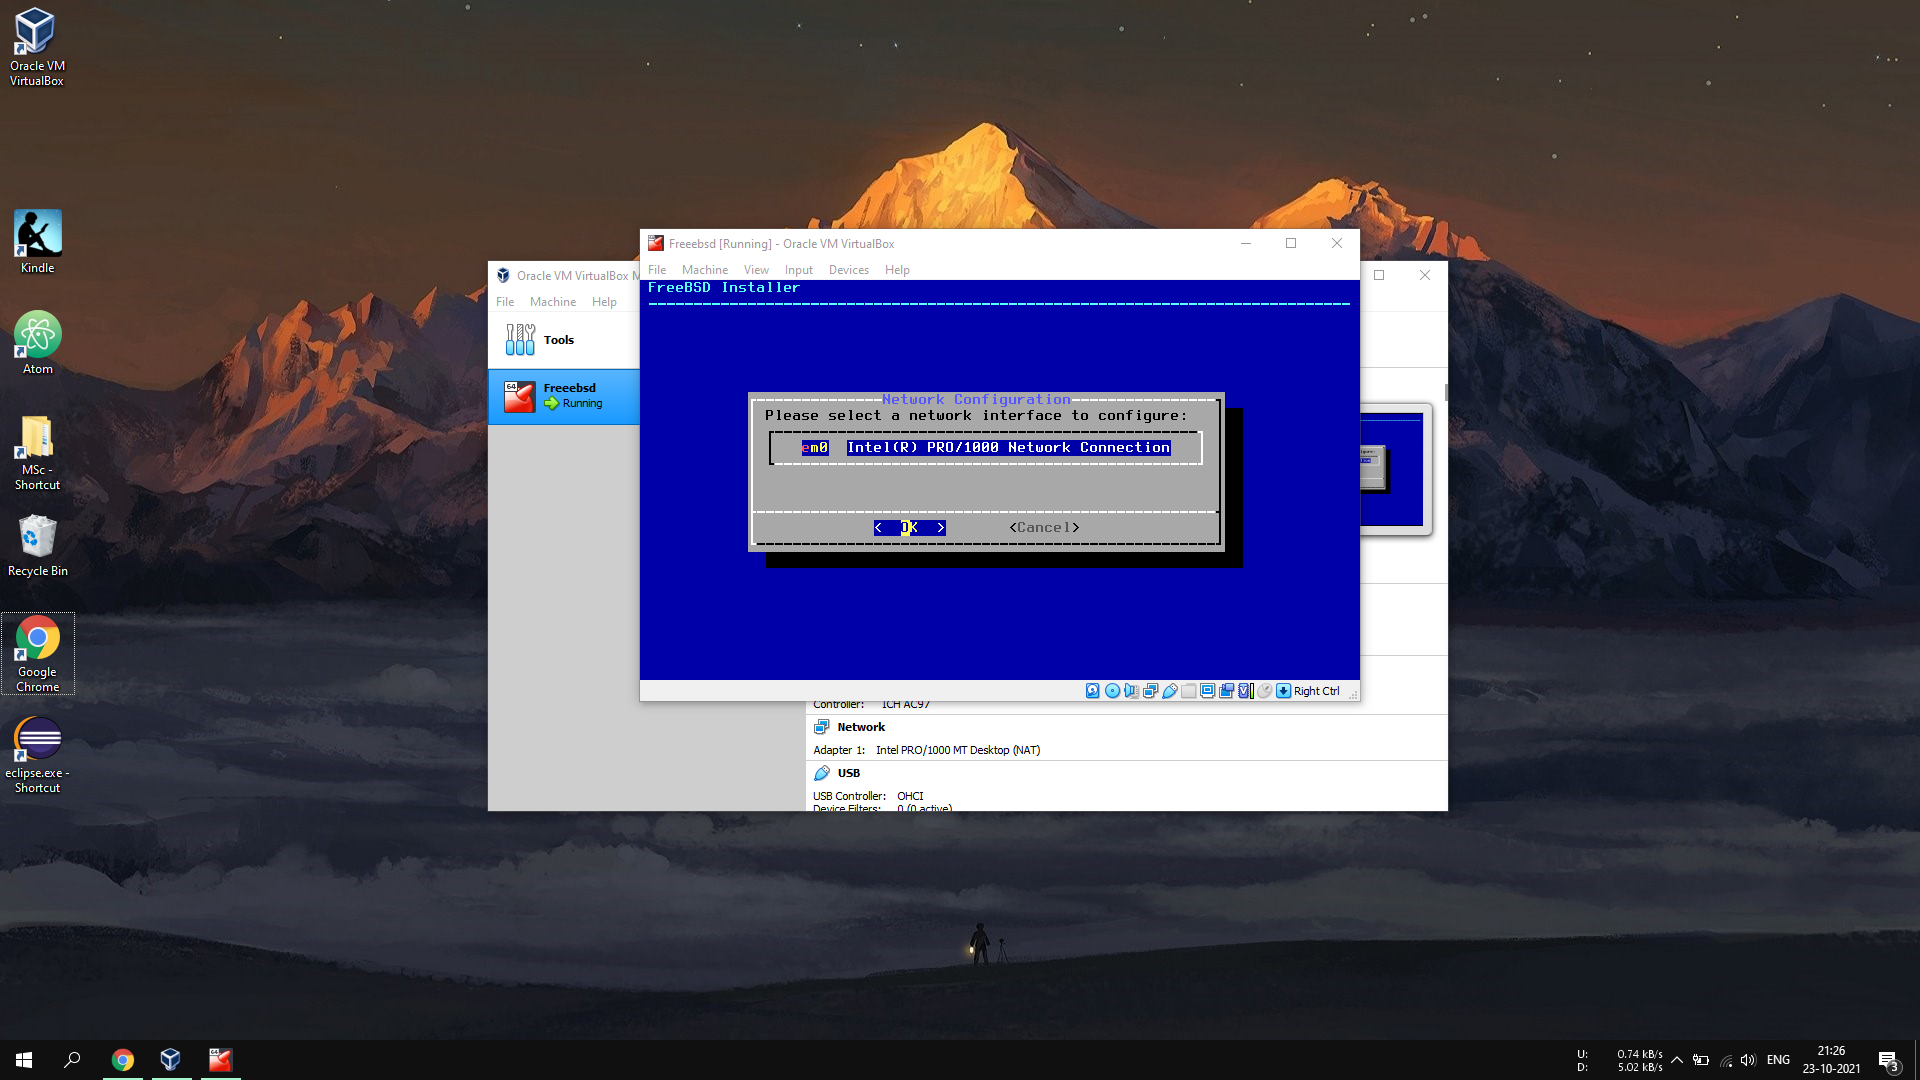 Oracle VM
VirtualBox
Kindle
Atom
MSc -
Shortcut
Recycle Bin
Google
Chrome
eclipse.exe -
Shortcut
Oracle VM VirtualBox M
File Machine Help
Tools
64
Freeebsd
Running
Freeebsd [Running] - Oracle VM VirtualBox
File Machine View Input Devices Help
FreeBSD Installer
Network Configuration
Please select a network interface to configure:
em0 Intel(R) PRO/1000 Network Connection
< OK > <Cancel>
Right Ctrl
Controller: ICH AC97
Network
Adapter 1: Intel PRO/1000 MT Desktop (NAT)
USB
USB Controller: OHCI
Device Filters: 0 (0 active)
U: 0.74 kB/s
D: 5.02 kB/s
ENG
21:26
23-10-2021
3